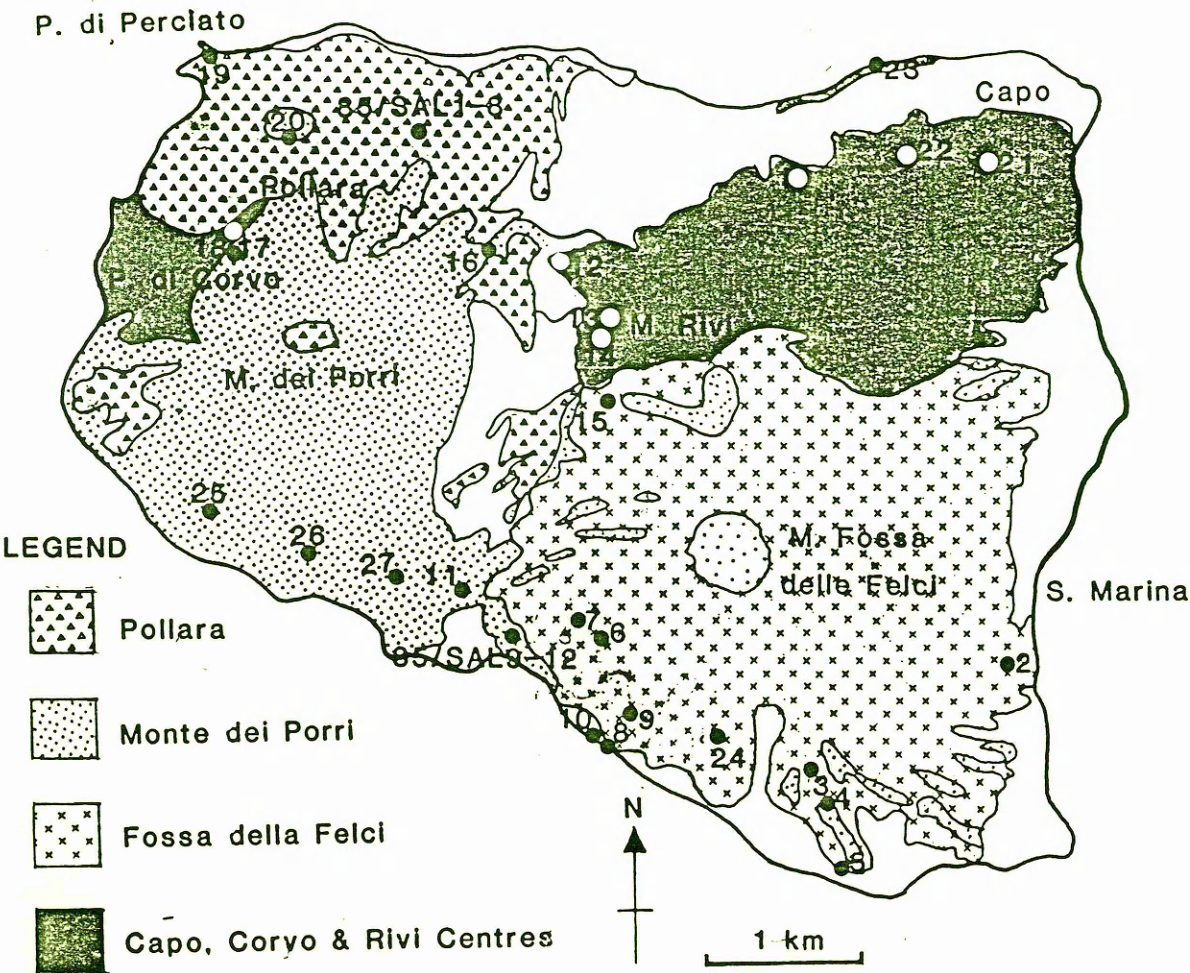 P. di Perciato
19
85/SAL1-8
23
Capo
20
22
21
Pollara
18
17
16
12
P. di Corvo
13
M. Rivi
14
M. dei Porri
15
25
26
M. Fossa
delle Felci
LEGEND
27
11
S. Marina
Pollara
7
6
85/SAL9-12
2
Monte dei Porri
10
9
8
24
3
4
Fossa della Felci
N
5
Capo, Corvo & Rivi Centres
1 km